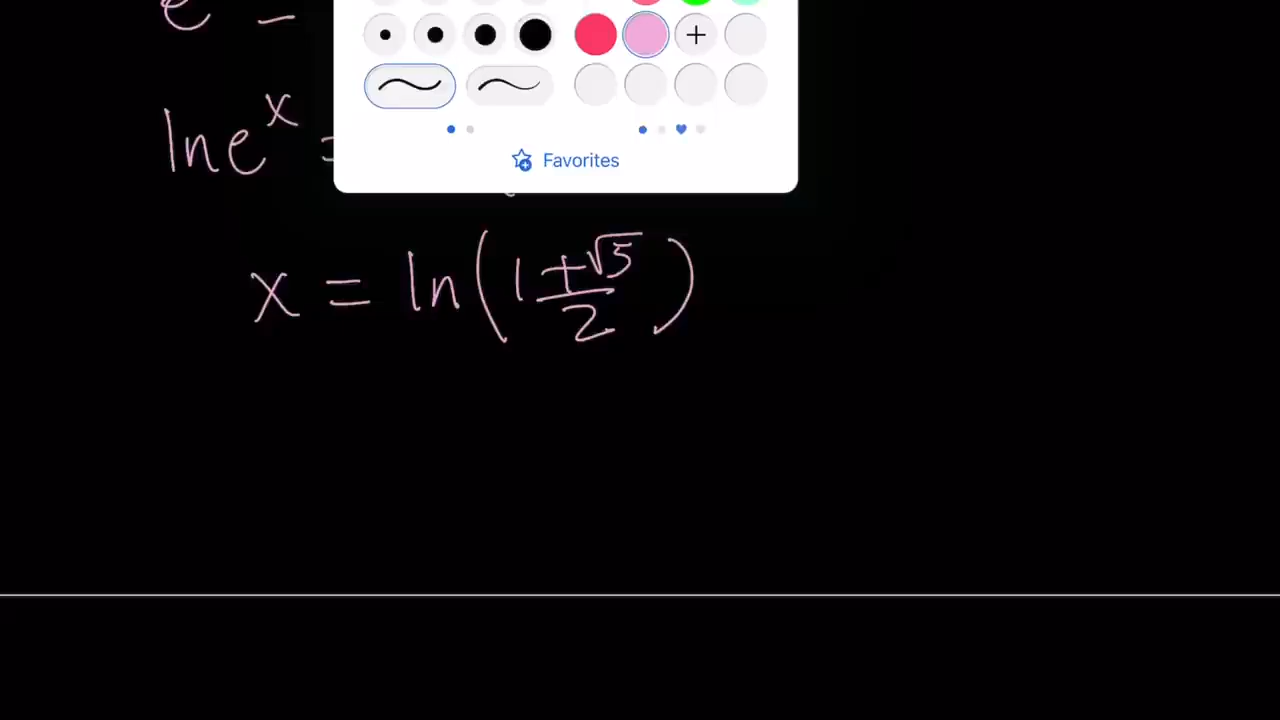 e =
ln e^x =
Favorites
x = ln((1+√5)/2)